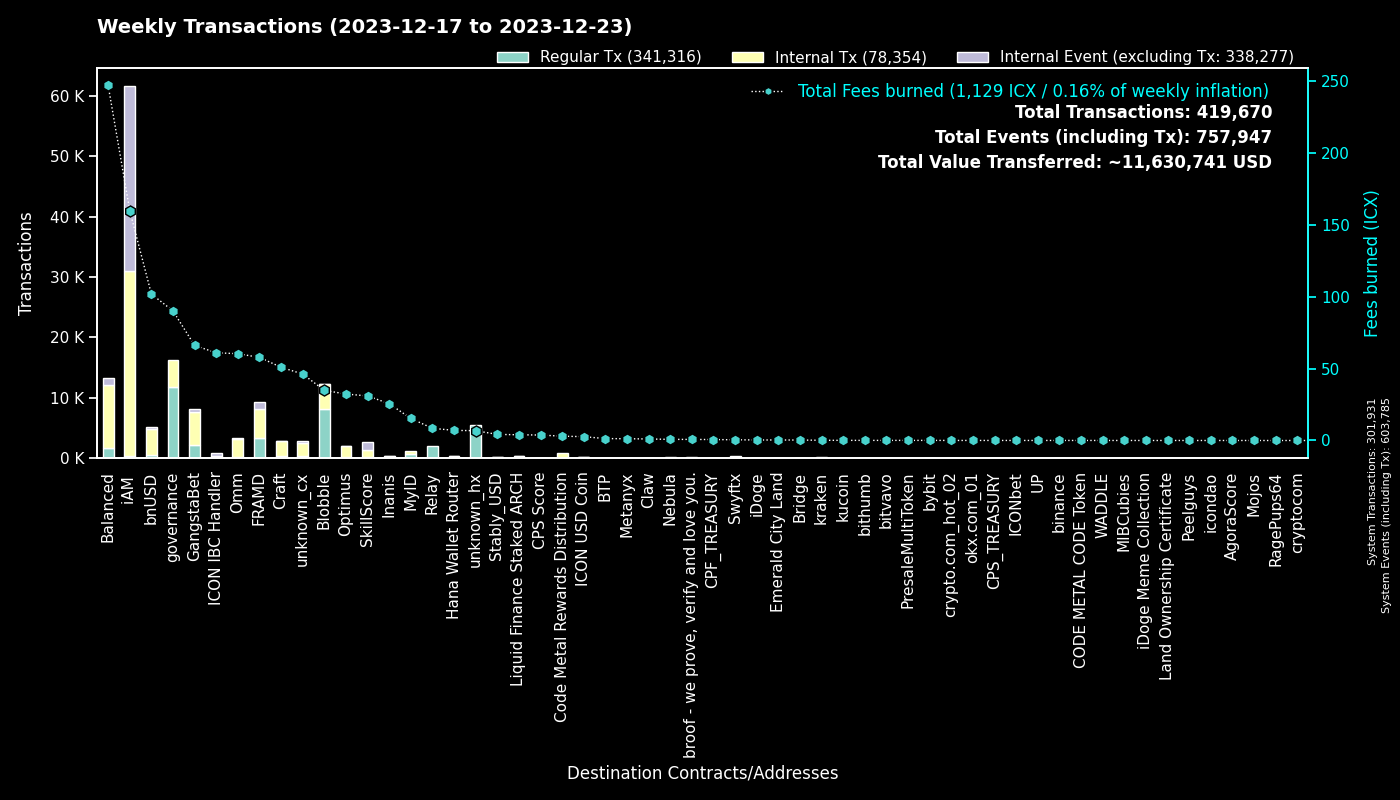 Weekly Transactions (2023-12-17 to 2023-12-23)
Regular Tx (341,316)
Internal Tx (78,354)
Internal Event (excluding Tx: 338,277)
Total Fees burned (1,129 ICX / 0.16% of weekly inflation)
Total Transactions: 419,670
Total Events (including Tx): 757,947
Total Value Transferred: ~11,630,741 USD
Transactions
60 K
50 K
40 K
30 K
20 K
10 K
0 K
250
200
150
100
50
0
Fees burned (ICX)
System Transactions: 301,931
System Events (including Tx): 603,785
Balanced
iAM
bnUSD
governance
GangstaBet
ICON IBC Handler
Omm
FRAMD
Craft
unknown_cx
Blobble
Optimus
SkillScore
Inanis
MyID
Relay
Hana Wallet Router
unknown_hx
Stably_USD
Liquid Finance Staked ARCH
CPS Score
Code Metal Rewards Distribution
ICON USD Coin
BTP
Metanyx
Claw
Nebula
broof - we prove, verify and love you.
CPF_TREASURY
Swyftx
iDoge
Emerald City Land
Bridge
kraken
kucoin
bithumb
bitvavo
PresaleMultiToken
bybit
crypto.com_hot_02
okx.com_01
CPS_TREASURY
ICONbet
UP
binance
CODE METAL CODE Token
WADDLE
MIBCubies
iDoge Meme Collection
Land Ownership Certificate
Peelguys
icondao
AgoraScore
Mojos
RagePups64
cryptocom
Destination Contracts/Addresses